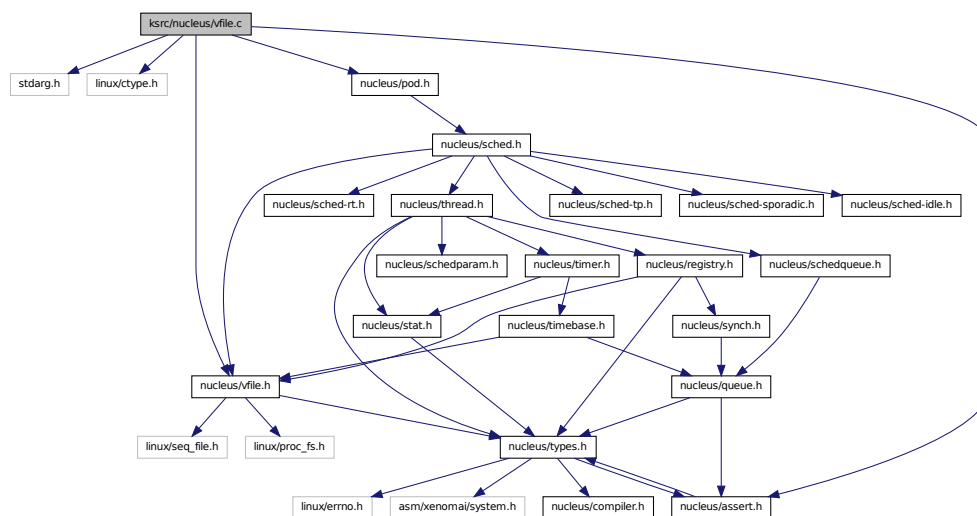 ksrc/nucleus/vfile.c
stdarg.h
linux/ctype.h
nucleus/pod.h
nucleus/sched.h
nucleus/sched-rt.h
nucleus/thread.h
nucleus/sched-tp.h
nucleus/sched-sporadic.h
nucleus/sched-idle.h
nucleus/schedparam.h
nucleus/timer.h
nucleus/registry.h
nucleus/schedqueue.h
nucleus/stat.h
nucleus/timebase.h
nucleus/synch.h
nucleus/vfile.h
nucleus/queue.h
linux/seq_file.h
linux/proc_fs.h
nucleus/types.h
linux/errno.h
asm/xenomai/system.h
nucleus/compiler.h
nucleus/assert.h